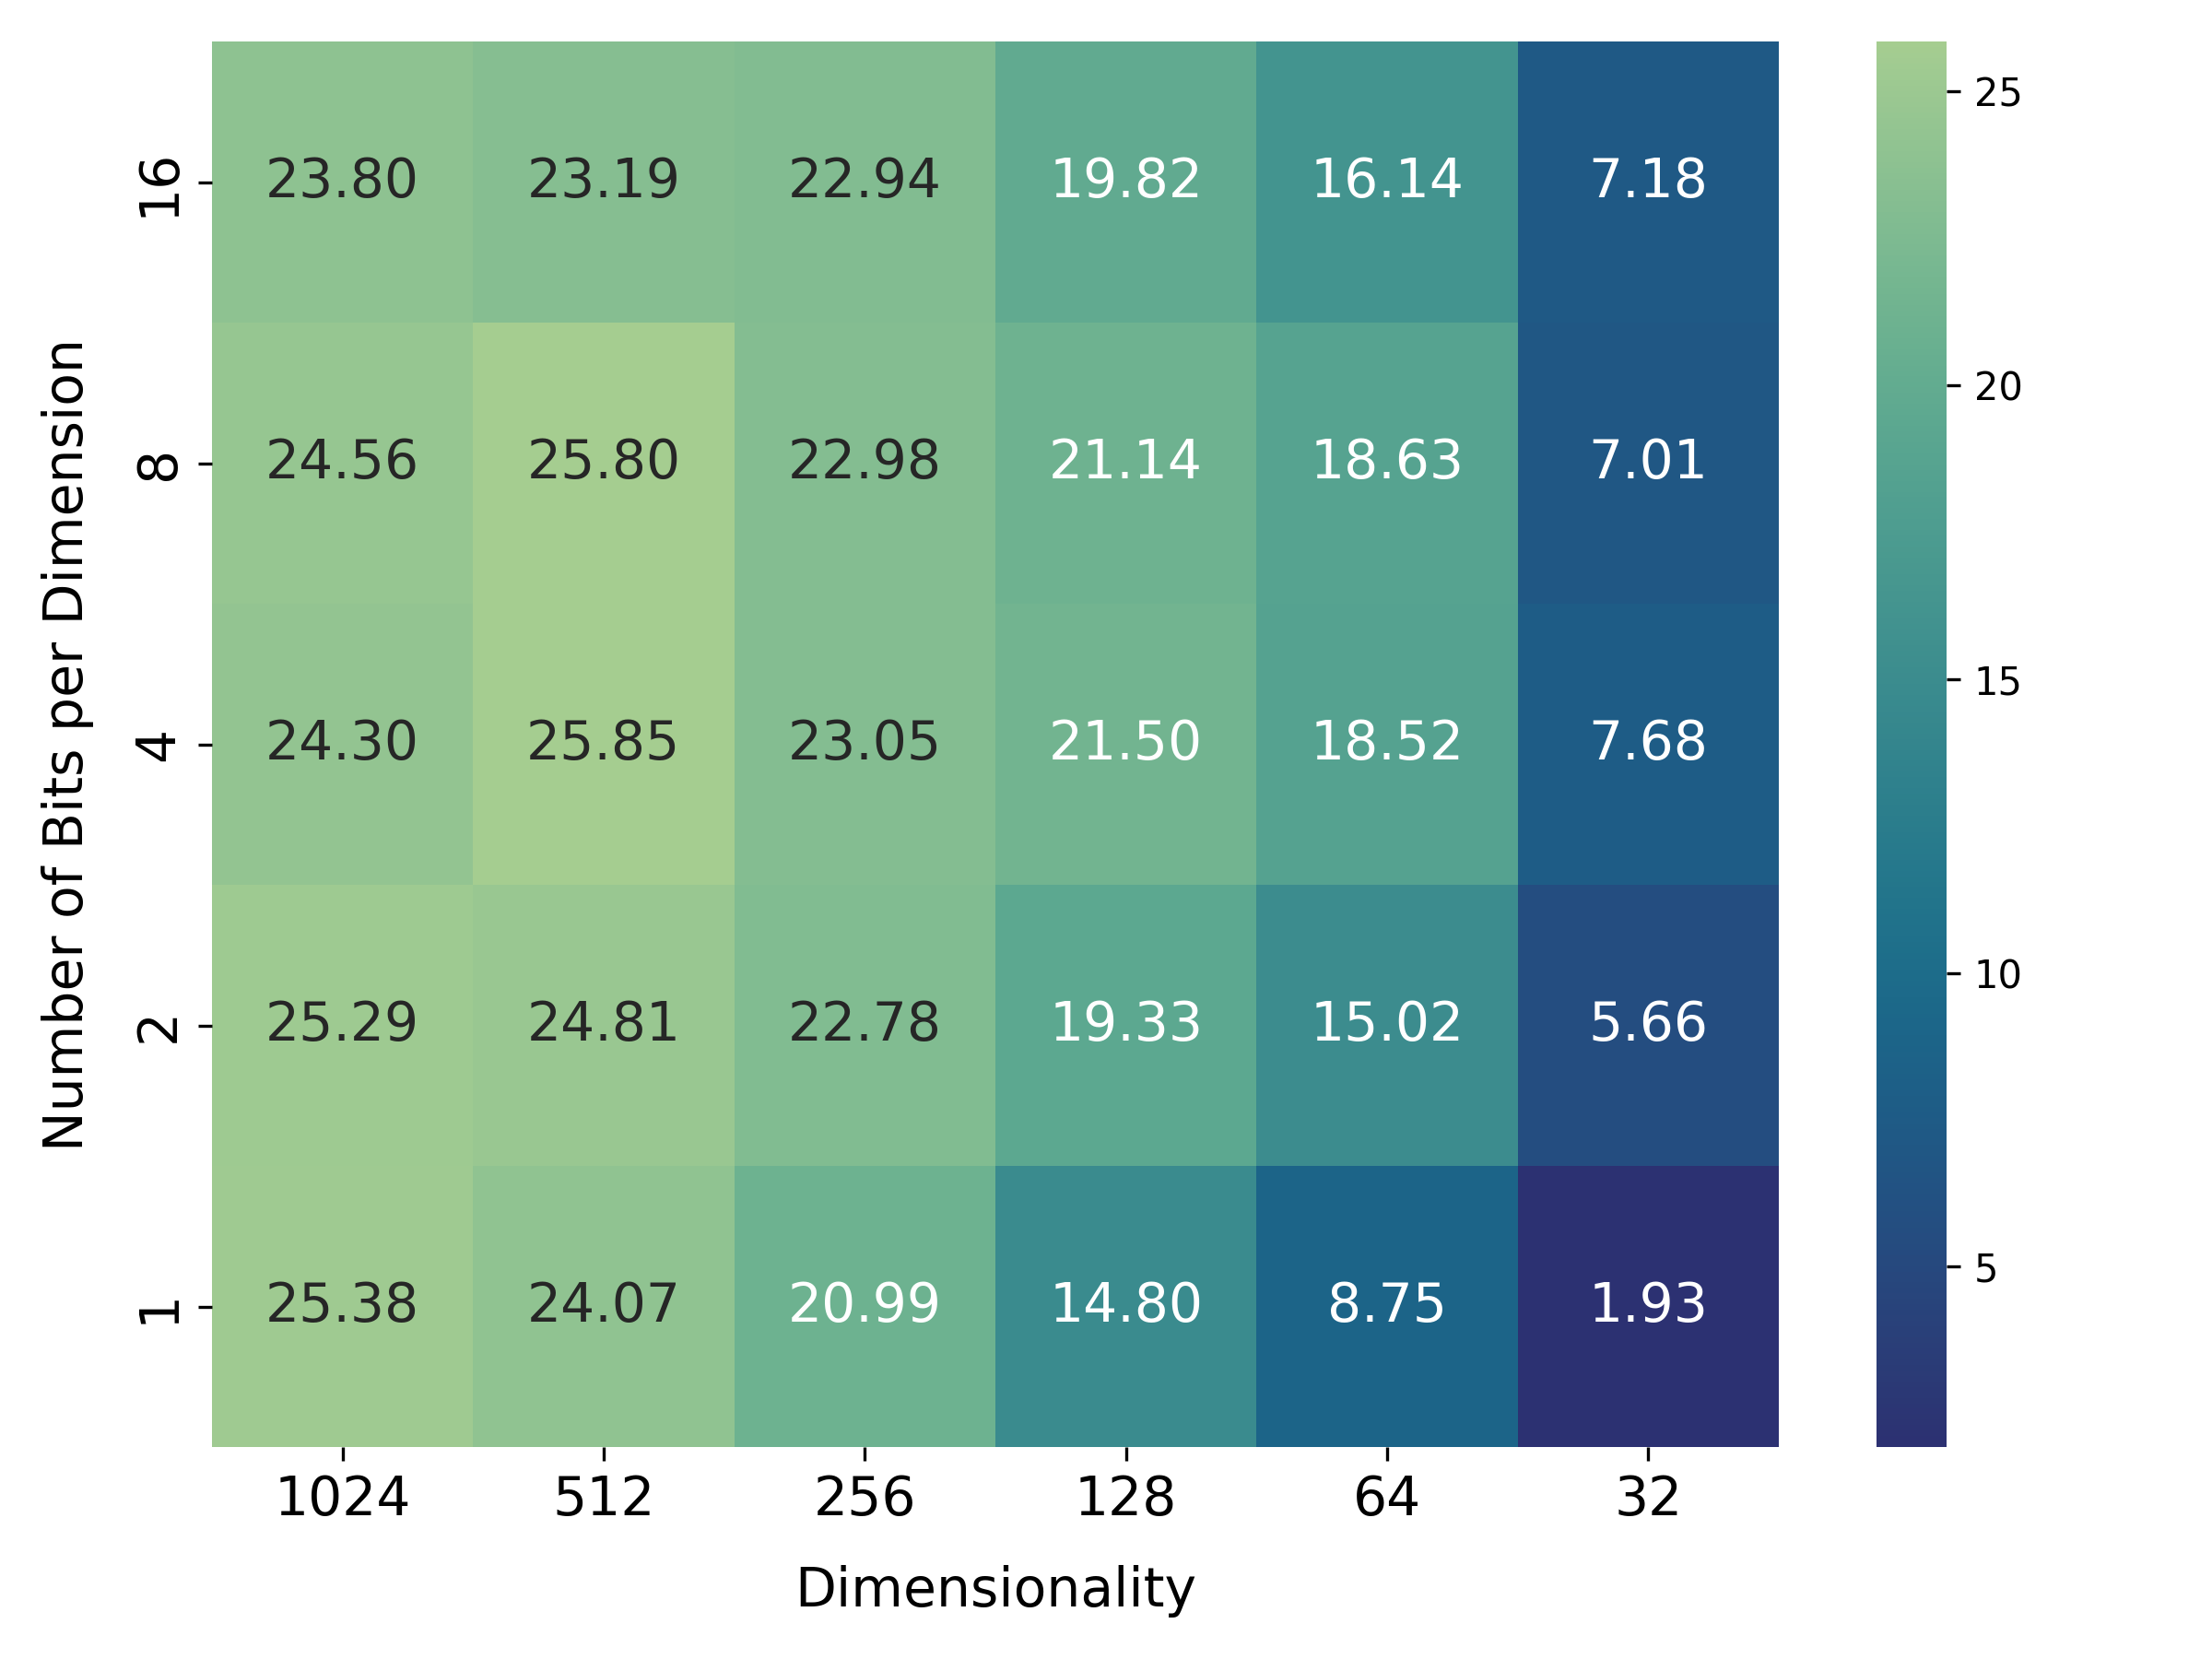 Number of Bits per Dimension
16 23.80 23.19 22.94 19.82 16.14 7.18
8 24.56 25.80 22.98 21.14 18.63 7.01
4 24.30 25.85 23.05 21.50 18.52 7.68
2 25.29 24.81 22.78 19.33 15.02 5.66
1 25.38 24.07 20.99 14.80 8.75 1.93
1024 512 256 128 64 32
Dimensionality
25
20
15
10
5